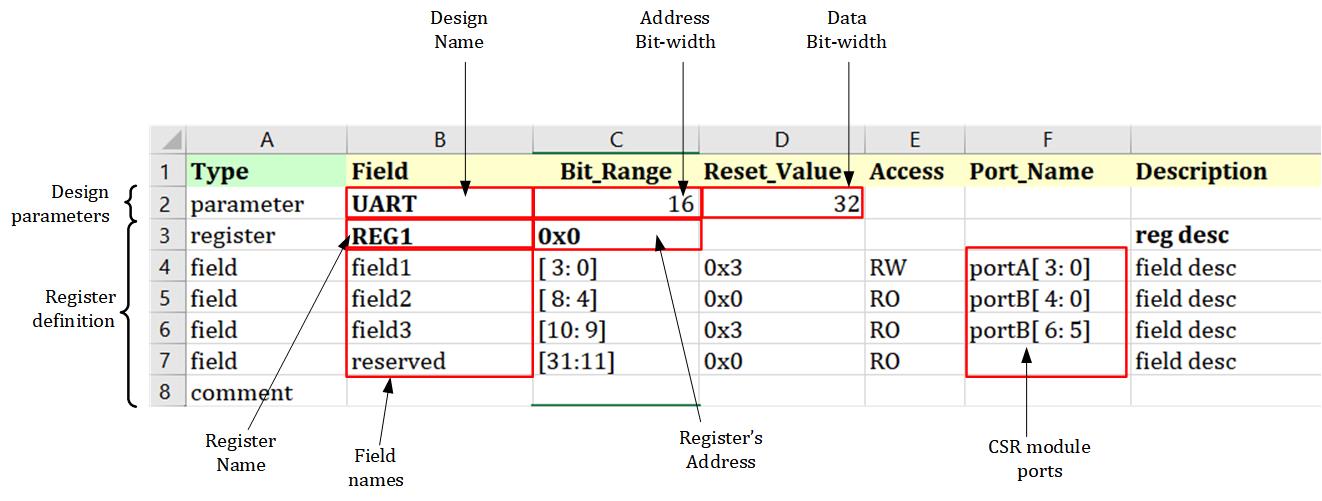 Design
Name
Address
Bit-width
Data
Bit-width
A B C D E F
1 Type Field Bit_Range Reset_Value Access Port_Name Description
Design
parameters
2 parameter UART 16 32
3 register REG1 0x0 reg desc
4 field field1 [ 3: 0] 0x3 RW portA[ 3: 0] field desc
Register
definition
5 field field2 [ 8: 4] 0x0 RO portB[ 4: 0] field desc
6 field field3 [10: 9] 0x3 RO portB[ 6: 5] field desc
7 field reserved [31:11] 0x0 RO field desc
8 comment
Register
Name
Field
names
Register's
Address
CSR module
ports